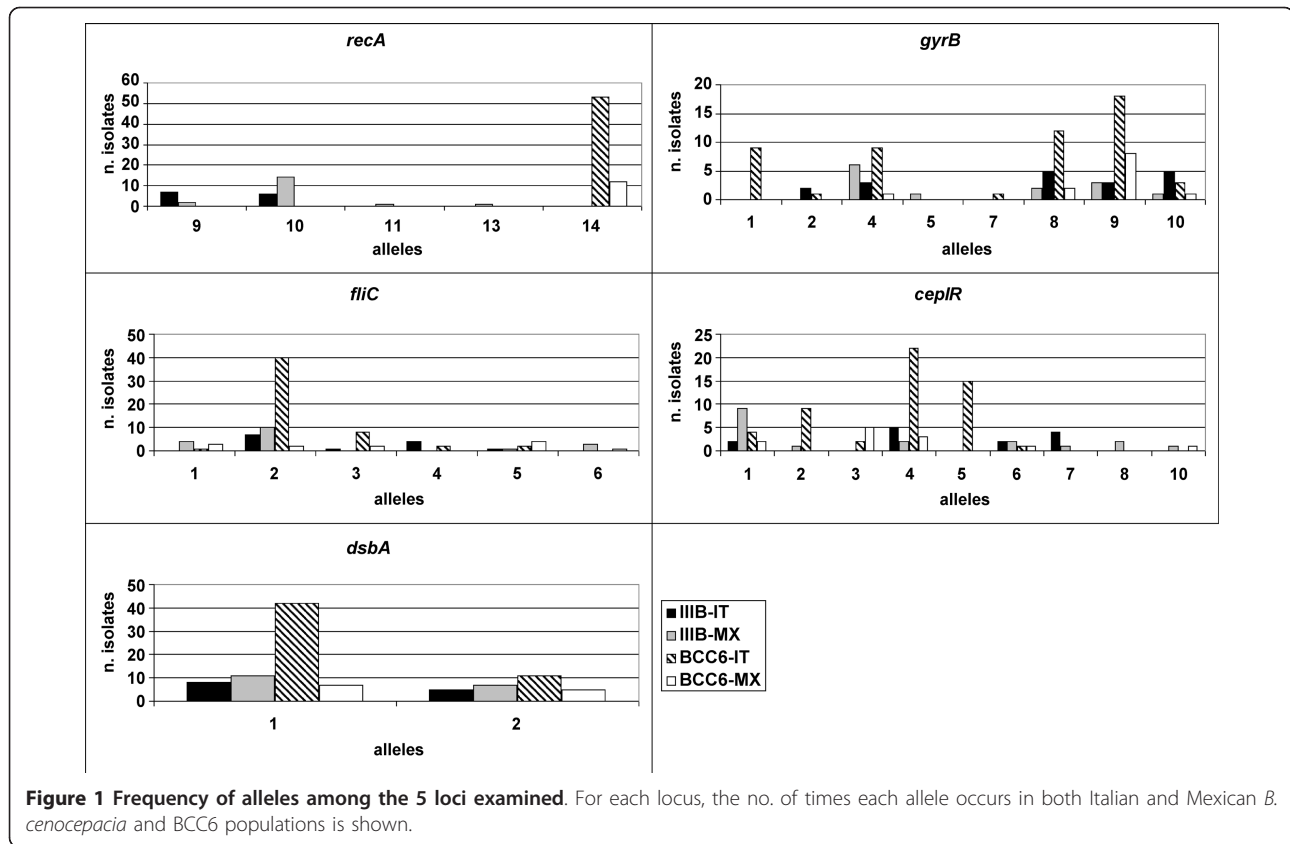 recA
n. isolates
60
50
40
30
20
10
0
9 10 11 13 14
alleles
gyrB
n. isolates
20
15
10
5
0
1 2 4 5 7 8 9 10
alleles
fliC
n. isolates
50
40
30
20
10
0
1 2 3 4 5 6
alleles
cepIR
n. isolates
25
20
15
10
5
0
1 2 3 4 5 6 7 8 10
alleles
dsbA
n. isolates
50
40
30
20
10
0
1 2
alleles
IIIB-IT
IIIB-MX
BCC6-IT
BCC6-MX
Figure 1 Frequency of alleles among the 5 loci examined. For each locus, the no. of times each allele occurs in both Italian and Mexican B.
cenocepacia and BCC6 populations is shown.